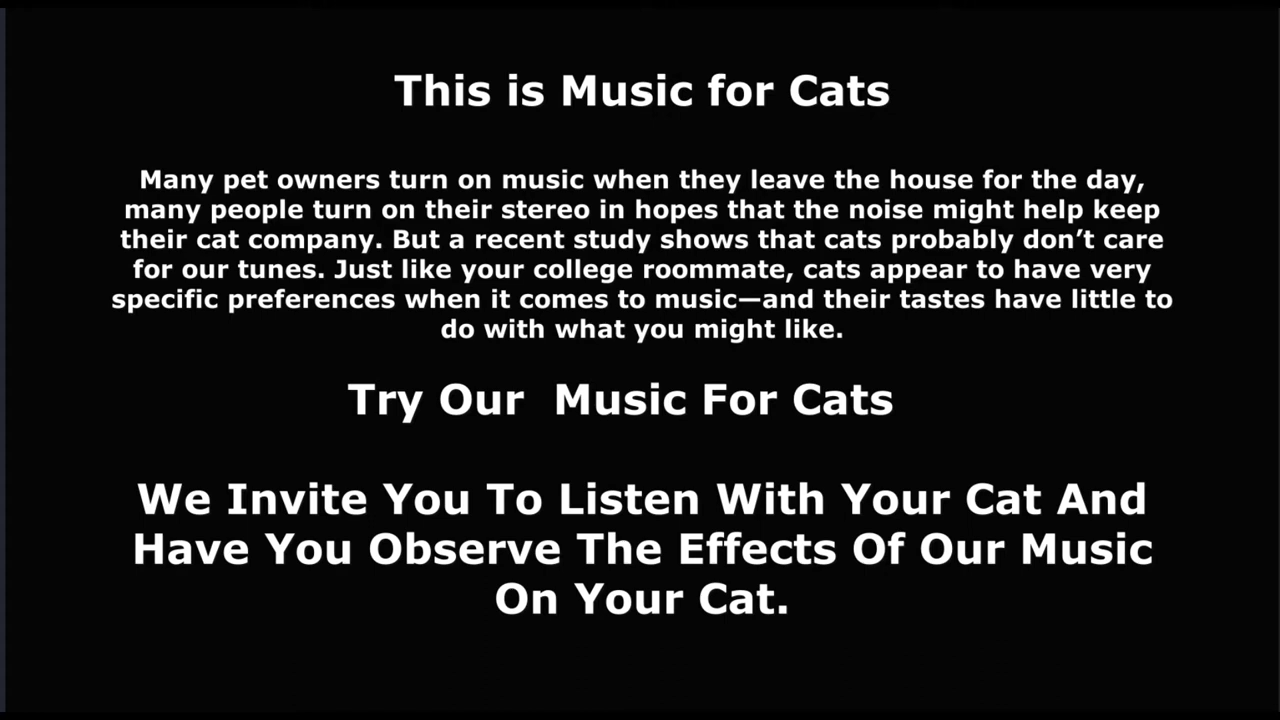 This is Music for Cats
Many pet owners turn on music when they leave the house for the day,
many people turn on their stereo in hopes that the noise might help keep
their cat company. But a recent study shows that cats probably don’t care
for our tunes. Just like your college roommate, cats appear to have very
specific preferences when it comes to music—and their tastes have little to
do with what you might like.
Try Our  Music For Cats
We Invite You To Listen With Your Cat And
Have You Observe The Effects Of Our Music
On Your Cat.